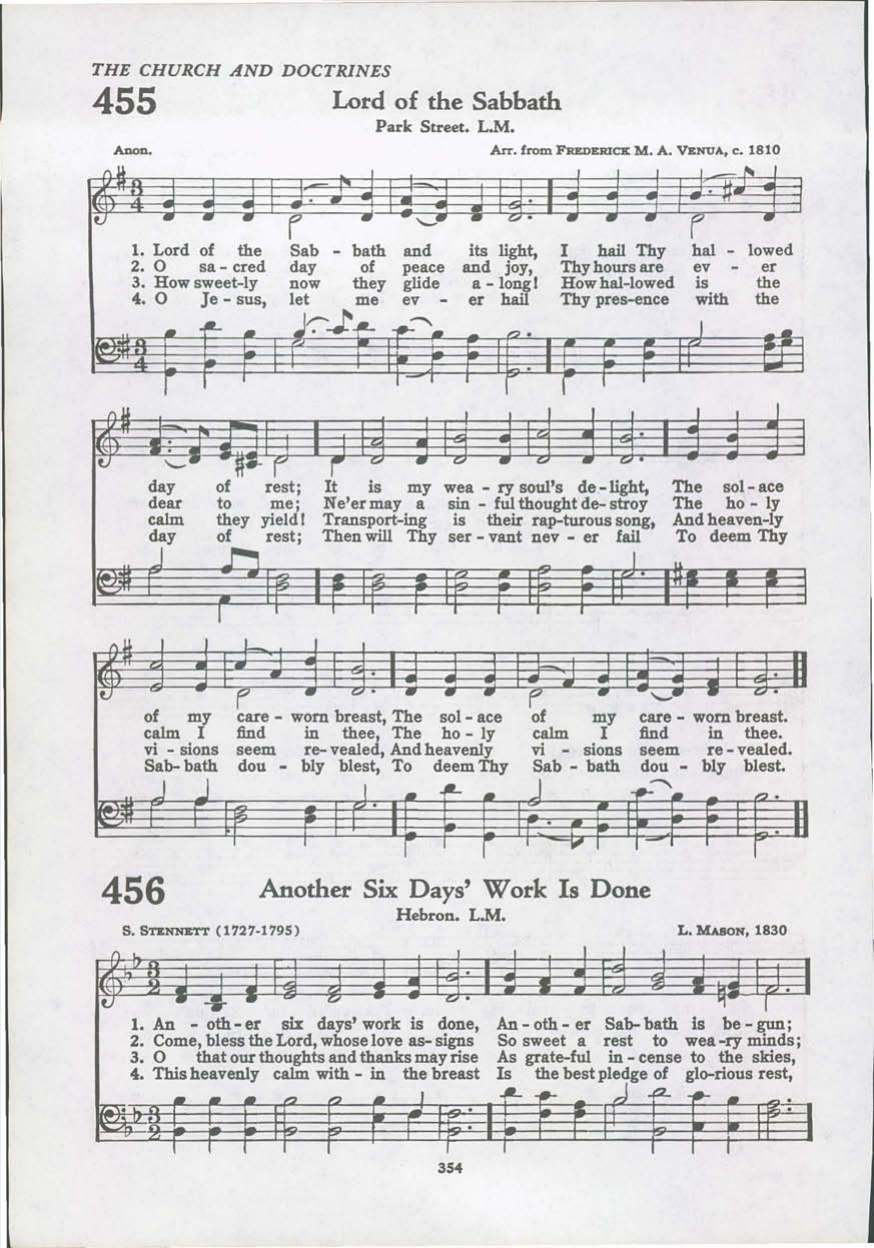 THE CHURCH AND DOCTRINES
455 Lord of the Sabbath
Park Street. L.M.
Anon. Arr. from FREDERICK M. A. VENUA, c. 1810
3
4
1. Lord of the Sab - bath and its light, I hail Thy hal - lowed
2. O sa - cred day of peace and joy, Thy hours are ev - er
3. How sweet-ly now they glide a - long! How hal-lowed is the
4. O Je - sus, let me ev - er hail Thy pres-ence with the
3
4
day of rest; It is my wea - ry soul's de - light, The sol - ace
dear to me; Ne'er may a sin - ful thought de- stroy The ho - ly
calm they yield! Transport-ing is their rap-turous song, And heaven-ly
day of rest; Then will Thy ser - vant nev - er fail To deem Thy
of my care - worn breast, The sol - ace of my care - worn breast.
calm I find in thee, The ho - ly calm I find in thee.
vi - sions seem re - vealed, And heavenly vi - sions seem re - vealed.
Sab- bath dou - bly blest, To deem Thy Sab - bath dou - bly blest.
456 Another Six Days' Work Is Done
Hebron. L.M.
S. STENNETT (1727-1795) L. MASON, 1830
3
2
1. An - oth - er six days' work is done, An - oth - er Sab- bath is be - gun;
2. Come, bless the Lord, whose love as- signs So sweet a rest to wea -ry minds;
3. O that our thoughts and thanks may rise As grate-ful in - cense to the skies,
4. This heavenly calm with - in the breast Is the best pledge of glo-rious rest,
3
2
354